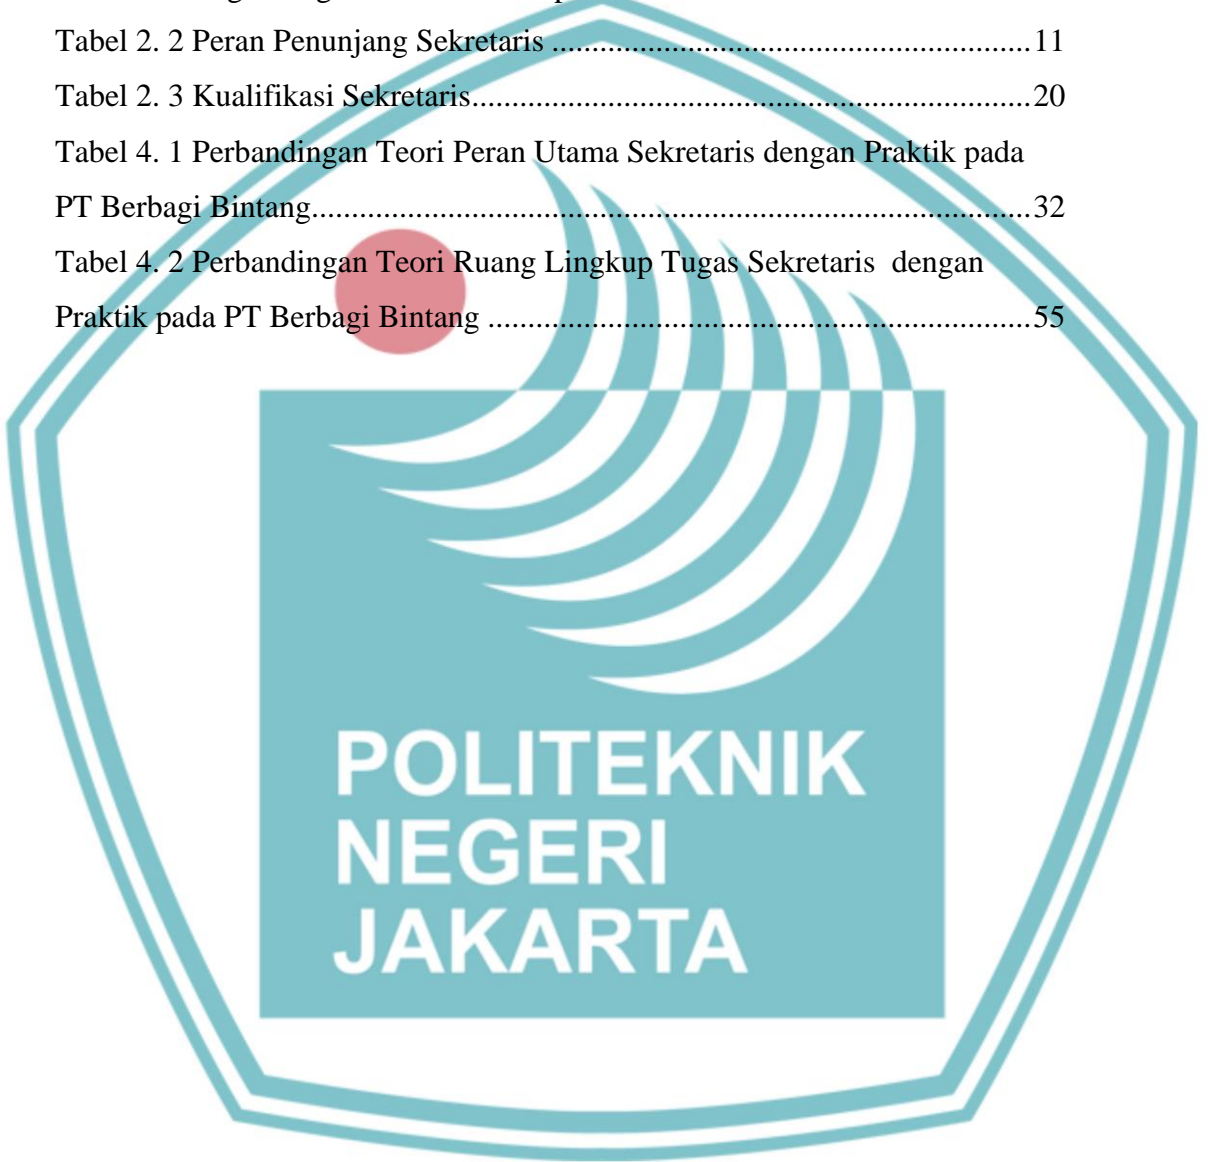 Tabel 2. 2 Peran Penunjang Sekretaris ............................................................11
Tabel 2. 3 Kualifikasi Sekretaris......................................................................20
Tabel 4. 1 Perbandingan Teori Peran Utama Sekretaris dengan Praktik pada
PT Berbagi Bintang..........................................................................................32
Tabel 4. 2 Perbandingan Teori Ruang Lingkup Tugas Sekretaris  dengan
Praktik pada PT Berbagi Bintang ....................................................................55
POLITEKNIK
NEGERI
JAKARTA